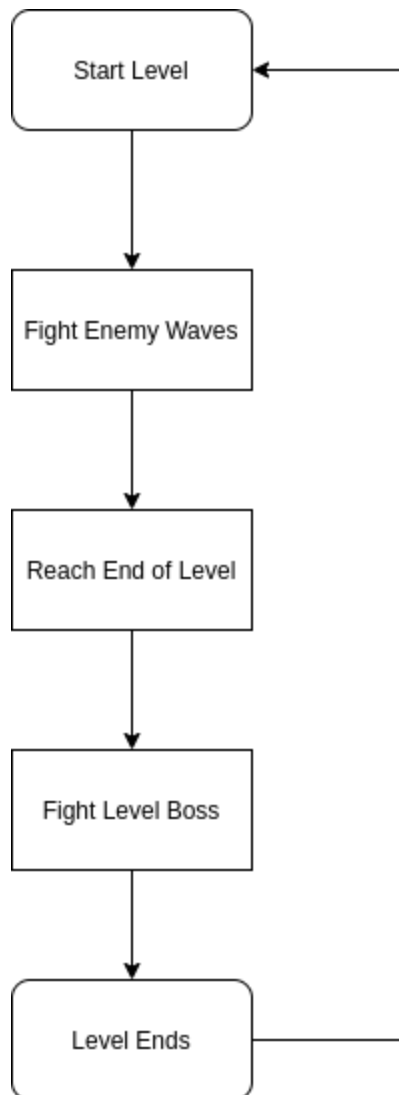 Start Level
Fight Enemy Waves
Reach End of Level
Fight Level Boss
Level Ends